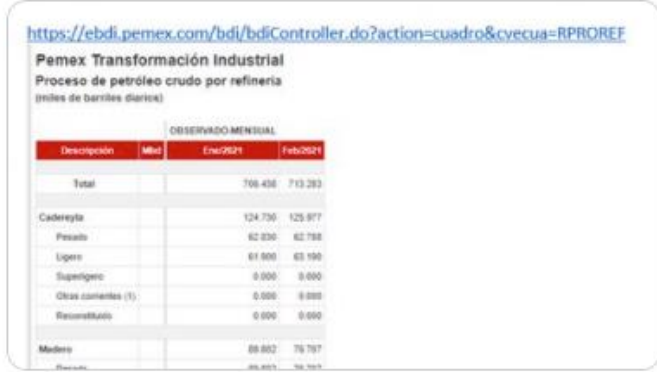 https://ebdi.pemex.com/bdi/bdiController.do?action=cuadro&cvecua=RPROREF
Pemex Transformación Industrial
Proceso de petróleo crudo por refinería
(miles de barriles diarios)
OBSERVADO-MENSUAL
Descripción Mbd Ene/2021 Feb/2021
Total 713.283
Cadereyta 124.730 125.977
Pesado 62.830 62.788
Ligero 61.900 63.190
Superligero 0.000 0.000
Otras corrientes (1) 0.000 0.000
Reconstituido 0.000 0.000
Madero 76.787
Pesado